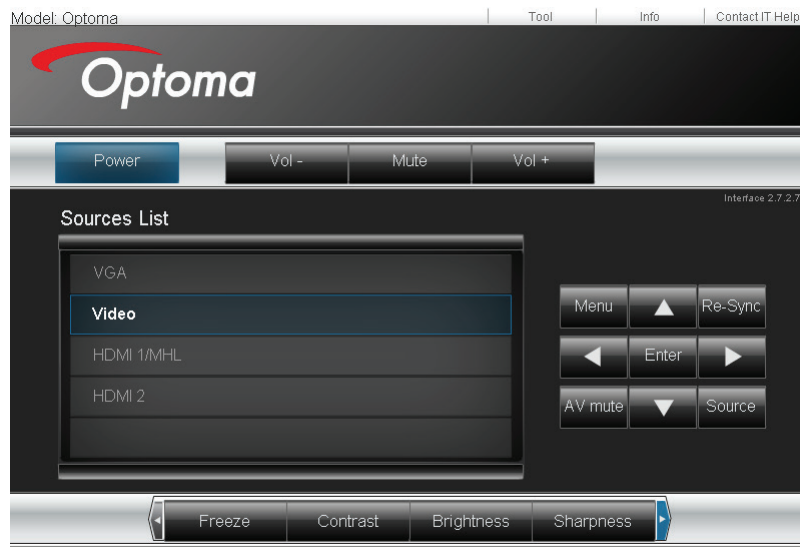 Model: Optoma
Tool Info Contact IT Help
Optoma
Power Vol - Mute Vol +
Interface 2.7.2.7
Sources List
VGA
Video
HDMI 1/MHL
HDMI 2
Menu Re-Sync
Enter
AV mute Source
Freeze Contrast Brightness Sharpness